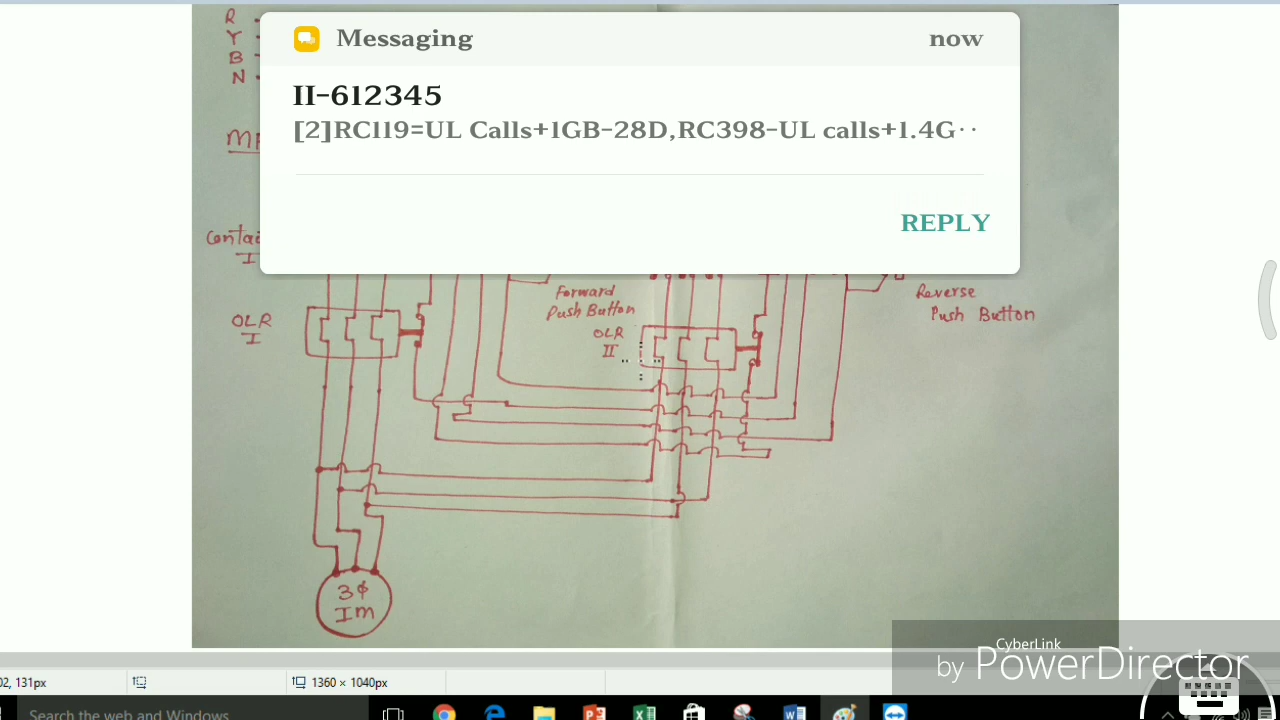 R
Y
B
N
Messaging
now
II-612345
[2]RC119=UL Calls+1GB-28D,RC398-UL calls+1.4G··
REPLY
I
Forward
Push Button
Reverse
Push Button
OLR
I
OLR
II
3φ
Im
CyberLink
by PowerDirector
02, 131px
1360 × 1040px
Search the web and Windows